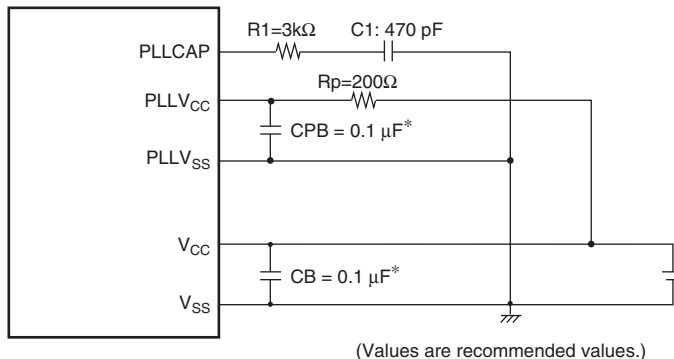 R1=3kΩ C1: 470 pF
PLLCAP
Rp=200Ω
PLLVCC
CPB = 0.1 µF*
PLLVSS
VCC
CB = 0.1 µF*
VSS
(Values are recommended values.)